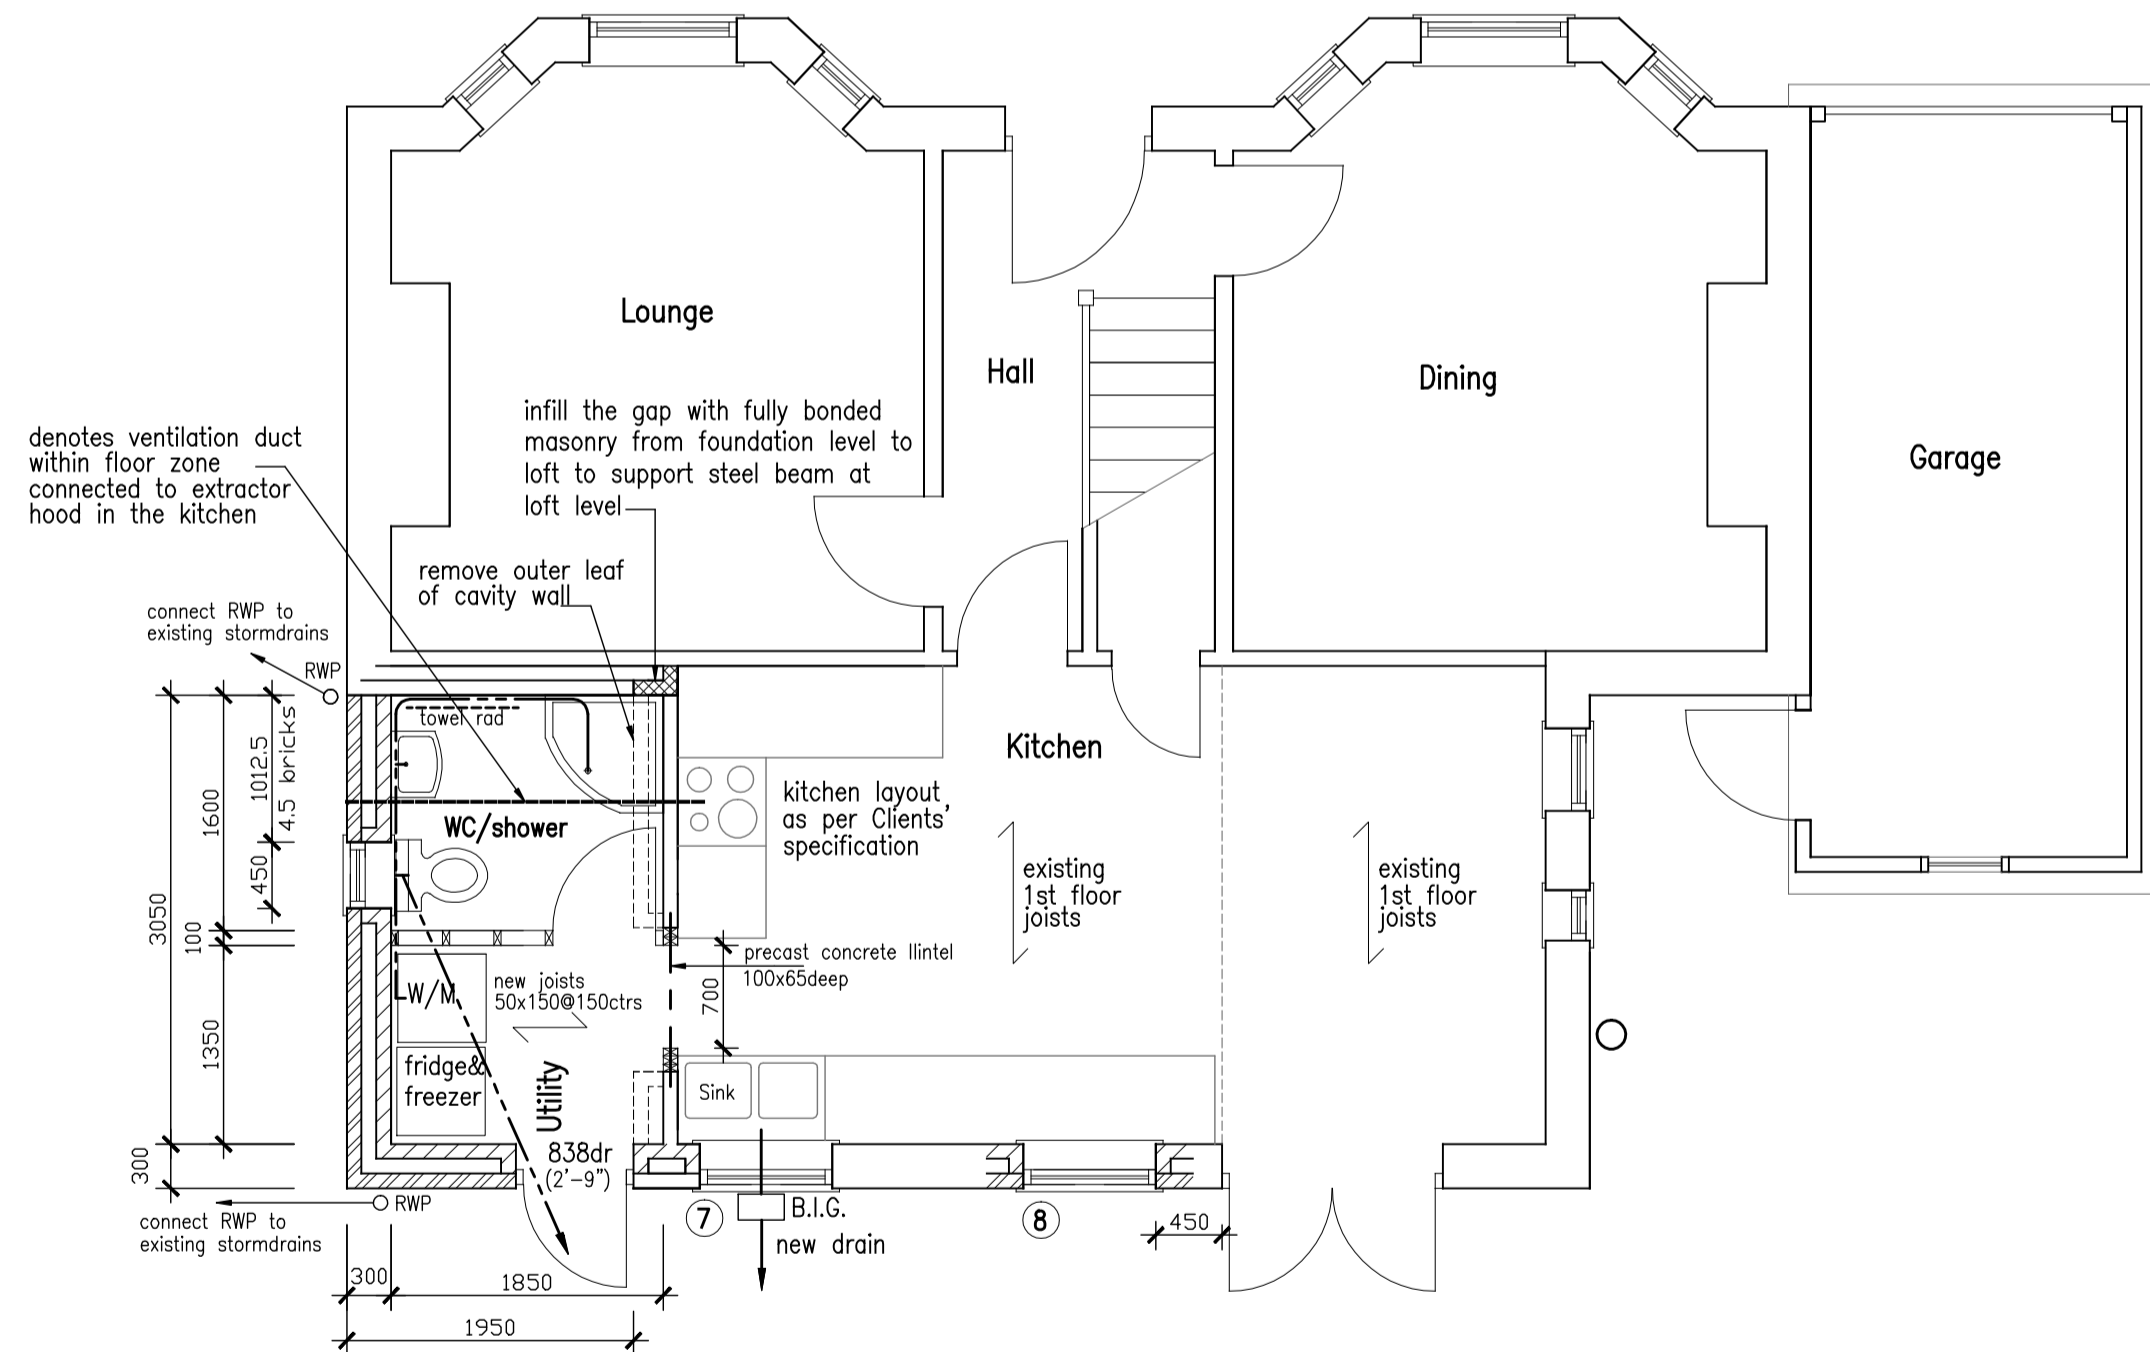 Lounge
Hall
Dining
Garage
infill the gap with fully bonded
masonry from foundation level to
loft to support steel beam at
loft level
denotes ventilation duct
within floor zone
connected to extractor
hood in the kitchen
remove outer leaf
of cavity wall
connect RWP to
existing stormdrains
RWP
towel rad
Kitchen
kitchen layout,
as per Clients'
specification
WC/shower
1012.5
4.5 bricks
1600
450
3050
100
1350
300
existing
1st floor
joists
existing
1st floor
joists
precast concrete llintel
100x65deep
700
new joists
50x150@150ctrs
W/M
fridge&
freezer
Utility
Sink
838dr
(2'-9")
RWP
connect RWP to
existing stormdrains
7
B.I.G.
new drain
8
450
300
1850
1950